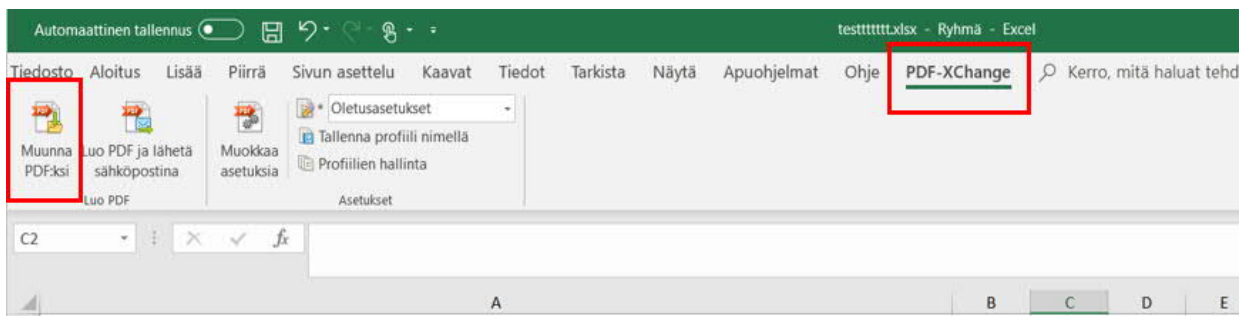 Automaattinen tallennus
testttttttt.xlsx - Ryhmä - Excel
Tiedosto Aloitus Lisää Piirrä Sivun asettelu Kaavat Tiedot Tarkista Näytä Apuohjelmat Ohje PDF-XChange Kerro, mitä haluat tehd
Muunna PDF:ksi
Luo PDF ja lähetä sähköpostina
Luo PDF
Muokkaa asetuksia
* Oletusasetukset
Tallenna profiili nimellä
Profiilien hallinta
Asetukset
C2
fx
A B C D E